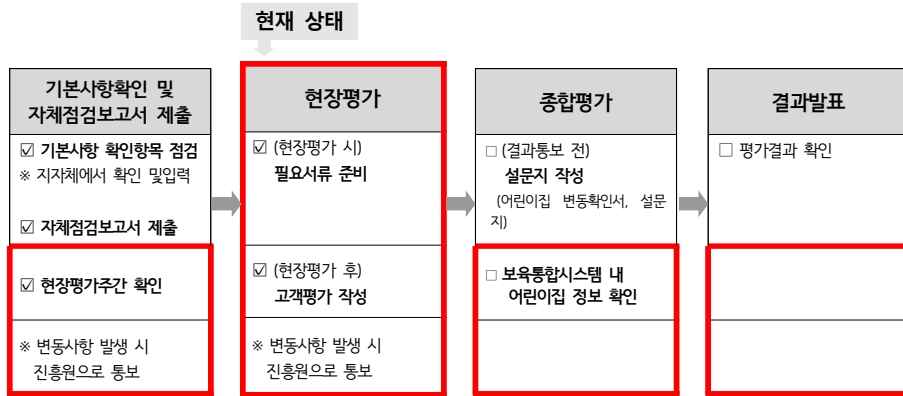 현재 상태
기본사항확인 및
자체점검보고서 제출
☑ 기본사항 확인항목 점검
※ 지자체에서 확인 및입력
☑ 자체점검보고서 제출
☑ 현장평가주간 확인
※ 변동사항 발생 시
진흥원으로 통보
현장평가
☑ (현장평가 시)
필요서류 준비
☑ (현장평가 후)
고객평가 작성
※ 변동사항 발생 시
진흥원으로 통보
종합평가
□ (결과통보 전)
설문지 작성
(어린이집 변동확인서, 설문
지)
□ 보육통합시스템 내
어린이집 정보 확인
결과발표
□ 평가결과 확인